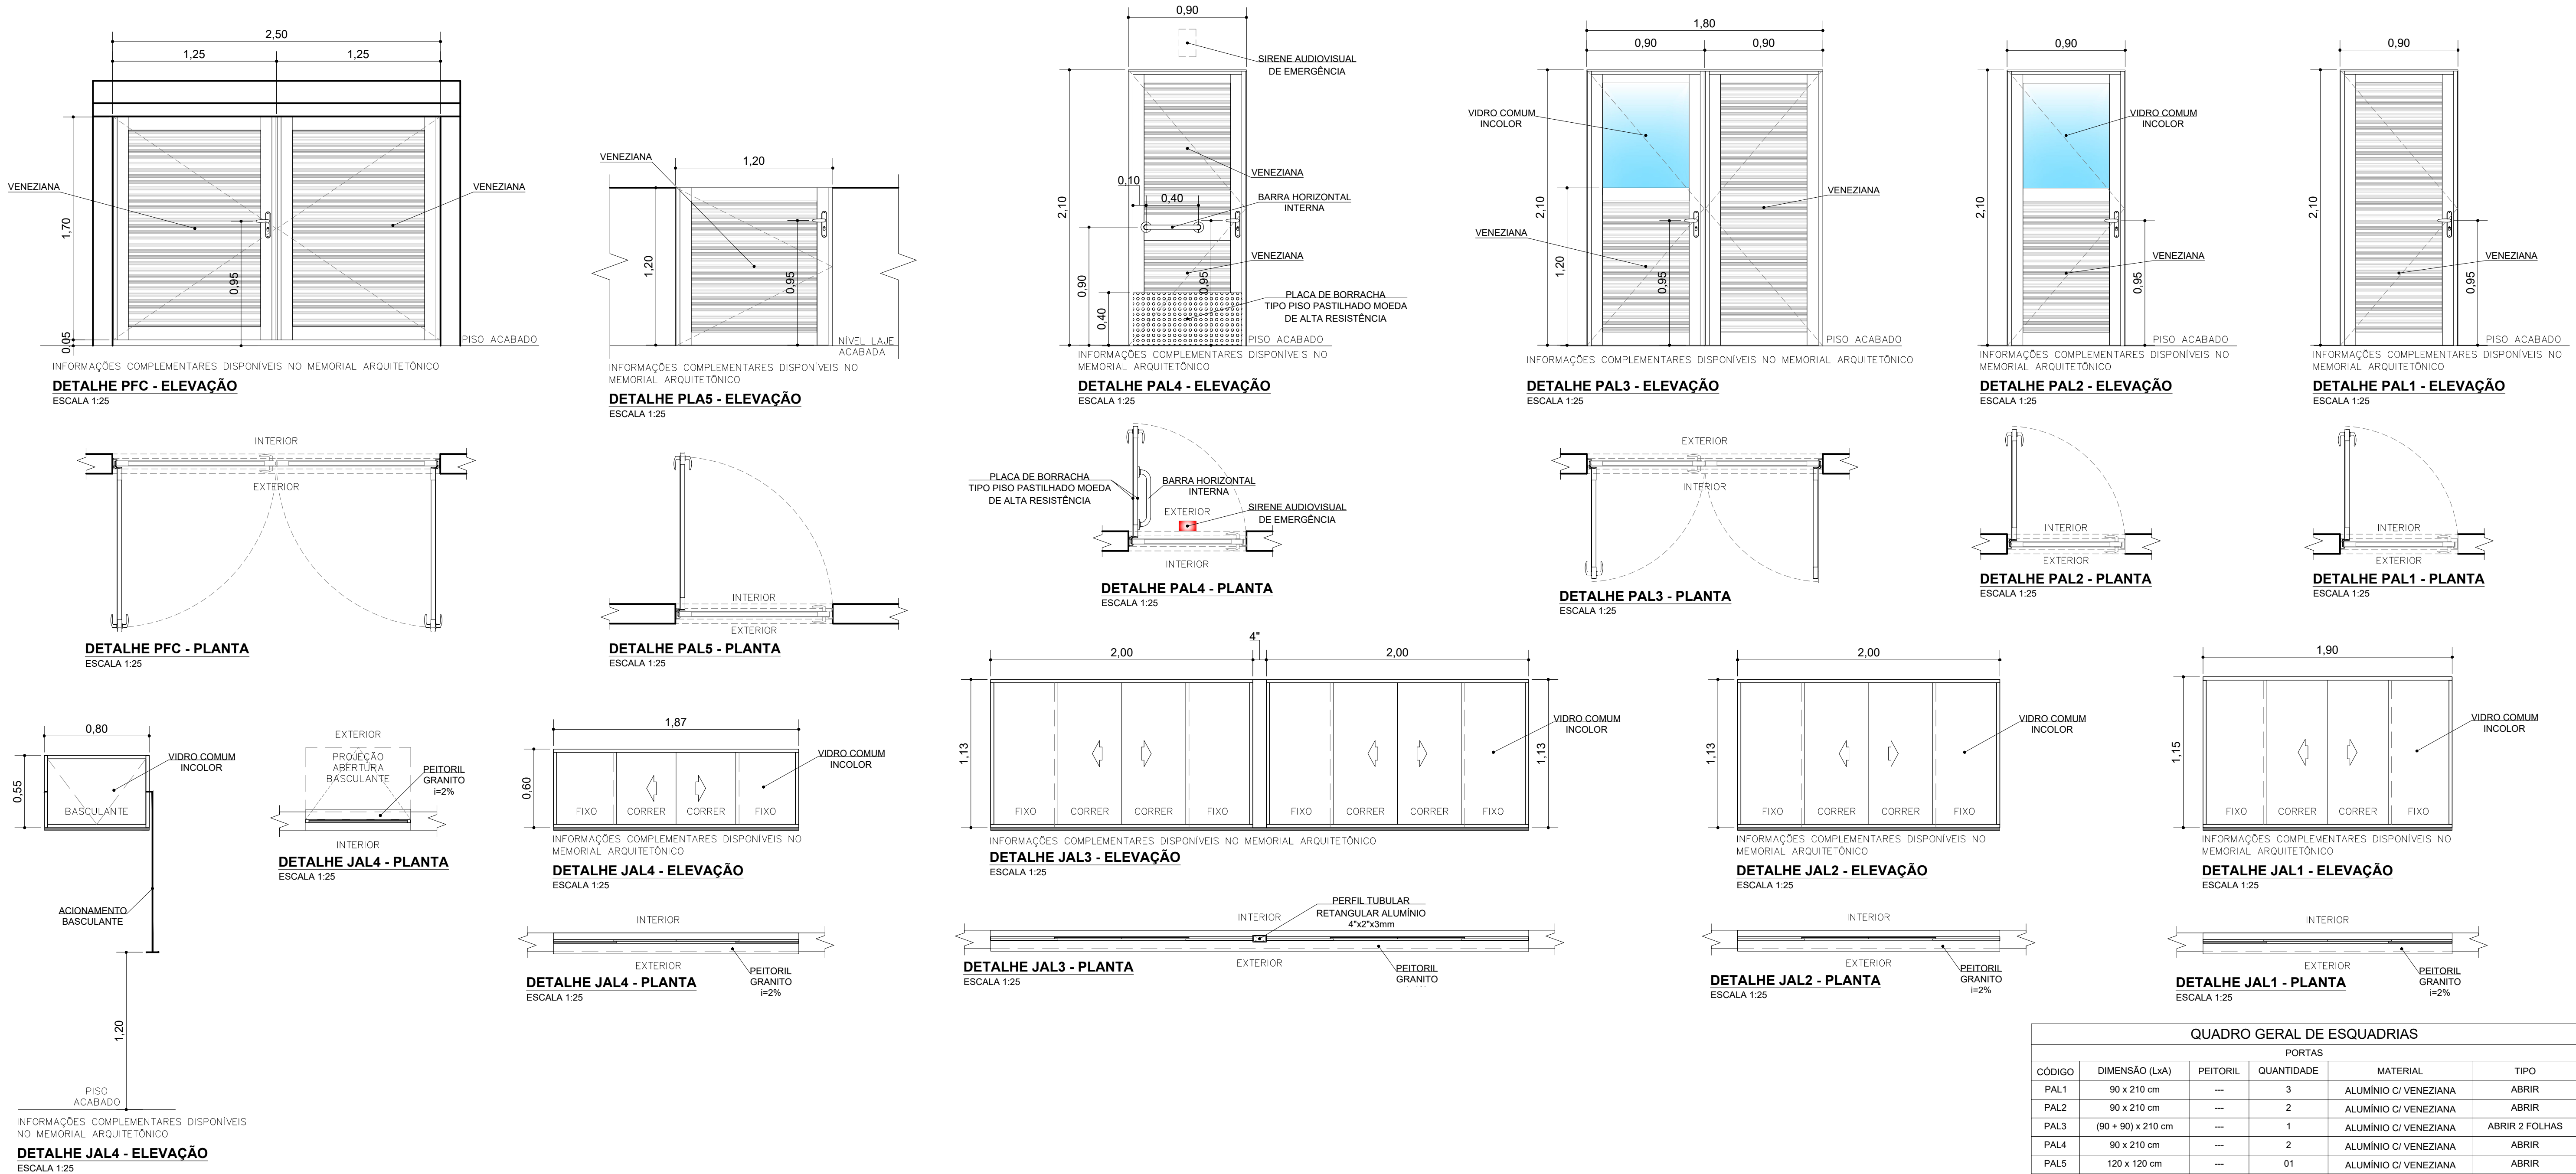 2,50
1,25
1,25
VENEZIANA
VENEZIANA
1,70
0,95
0,05
PISO ACABADO
INFORMAÇÕES COMPLEMENTARES DISPONÍVEIS NO MEMORIAL ARQUITETÔNICO
DETALHE PFC - ELEVAÇÃO
ESCALA 1:25
VENEZIANA
1,20
1,20
0,95
NÍVEL LAJE
ACABADA
INFORMAÇÕES COMPLEMENTARES DISPONÍVEIS NO
MEMORIAL ARQUITETÔNICO
DETALHE PLA5 - ELEVAÇÃO
ESCALA 1:25
0,90
SIRENE AUDIOVISUAL
DE EMERGÊNCIA
2,10
VENEZIANA
0,10
0,40
BARRA HORIZONTAL
INTERNA
VENEZIANA
0,90
0,95
0,40
PLACA DE BORRACHA
TIPO PISO PASTILHADO MOEDA
DE ALTA RESISTÊNCIA
PISO ACABADO
INFORMAÇÕES COMPLEMENTARES DISPONÍVEIS NO
MEMORIAL ARQUITETÔNICO
DETALHE PAL4 - ELEVAÇÃO
ESCALA 1:25
1,80
0,90
0,90
VIDRO COMUM
INCOLOR
2,10
VENEZIANA
VENEZIANA
1,20
0,95
PISO ACABADO
INFORMAÇÕES COMPLEMENTARES DISPONÍVEIS NO MEMORIAL ARQUITETÔNICO
DETALHE PAL3 - ELEVAÇÃO
ESCALA 1:25
0,90
VIDRO COMUM
INCOLOR
2,10
VENEZIANA
0,95
PISO ACABADO
INFORMAÇÕES COMPLEMENTARES DISPONÍVEIS NO
MEMORIAL ARQUITETÔNICO
DETALHE PAL2 - ELEVAÇÃO
ESCALA 1:25
0,90
2,10
VENEZIANA
0,95
PISO ACABADO
INFORMAÇÕES COMPLEMENTARES DISPONÍVEIS NO
MEMORIAL ARQUITETÔNICO
DETALHE PAL1 - ELEVAÇÃO
ESCALA 1:25
INTERIOR
EXTERIOR
DETALHE PFC - PLANTA
ESCALA 1:25
INTERIOR
EXTERIOR
DETALHE PAL5 - PLANTA
ESCALA 1:25
PLACA DE BORRACHA
TIPO PISO PASTILHADO MOEDA
DE ALTA RESISTÊNCIA
BARRA HORIZONTAL
INTERNA
EXTERIOR
SIRENE AUDIOVISUAL
DE EMERGÊNCIA
INTERIOR
DETALHE PAL4 - PLANTA
ESCALA 1:25
EXTERIOR
INTERIOR
DETALHE PAL3 - PLANTA
ESCALA 1:25
INTERIOR
EXTERIOR
DETALHE PAL2 - PLANTA
ESCALA 1:25
INTERIOR
EXTERIOR
DETALHE PAL1 - PLANTA
ESCALA 1:25
0,80
0,55
VIDRO COMUM
INCOLOR
BASCULANTE
ACIONAMENTO
BASCULANTE
1,20
PISO
ACABADO
INFORMAÇÕES COMPLEMENTARES DISPONÍVEIS
NO MEMORIAL ARQUITETÔNICO
DETALHE JAL4 - ELEVAÇÃO
ESCALA 1:25
EXTERIOR
PROJEÇÃO
ABERTURA
BASCULANTE
PEITORIL
GRANITO
i=2%
INTERIOR
DETALHE JAL4 - PLANTA
ESCALA 1:25
1,87
0,60
VIDRO COMUM
INCOLOR
FIXO CORRER CORRER FIXO
INFORMAÇÕES COMPLEMENTARES DISPONÍVEIS NO
MEMORIAL ARQUITETÔNICO
DETALHE JAL4 - ELEVAÇÃO
ESCALA 1:25
INTERIOR
EXTERIOR
PEITORIL
GRANITO
i=2%
DETALHE JAL4 - PLANTA
ESCALA 1:25
4"
2,00
2,00
1,13
1,13
VIDRO COMUM
INCOLOR
FIXO CORRER CORRER FIXO FIXO CORRER CORRER FIXO
INFORMAÇÕES COMPLEMENTARES DISPONÍVEIS NO MEMORIAL ARQUITETÔNICO
DETALHE JAL3 - ELEVAÇÃO
ESCALA 1:25
INTERIOR
PERFIL TUBULAR
RETANGULAR ALUMÍNIO
4"x2"x3mm
EXTERIOR
PEITORIL
GRANITO
DETALHE JAL3 - PLANTA
ESCALA 1:25
2,00
1,13
VIDRO COMUM
INCOLOR
FIXO CORRER CORRER FIXO
INFORMAÇÕES COMPLEMENTARES DISPONÍVEIS NO
MEMORIAL ARQUITETÔNICO
DETALHE JAL2 - ELEVAÇÃO
ESCALA 1:25
INTERIOR
EXTERIOR
PEITORIL
GRANITO
i=2%
DETALHE JAL2 - PLANTA
ESCALA 1:25
1,90
1,15
VIDRO COMUM
INCOLOR
FIXO CORRER CORRER FIXO
INFORMAÇÕES COMPLEMENTARES DISPONÍVEIS NO
MEMORIAL ARQUITETÔNICO
DETALHE JAL1 - ELEVAÇÃO
ESCALA 1:25
INTERIOR
EXTERIOR
PEITORIL
GRANITO
i=2%
DETALHE JAL1 - PLANTA
ESCALA 1:25
QUADRO GERAL DE ESQUADRIAS
PORTAS
CÓDIGO DIMENSÃO (LxA) PEITORIL QUANTIDADE MATERIAL TIPO
PAL1 90 x 210 cm --- 3 ALUMÍNIO C/ VENEZIANA ABRIR
PAL2 90 x 210 cm --- 2 ALUMÍNIO C/ VENEZIANA ABRIR
PAL3 (90 + 90) x 210 cm --- 1 ALUMÍNIO C/ VENEZIANA ABRIR 2 FOLHAS
PAL4 90 x 210 cm --- 2 ALUMÍNIO C/ VENEZIANA ABRIR
PAL5 120 x 120 cm --- 01 ALUMÍNIO C/ VENEZIANA ABRIR